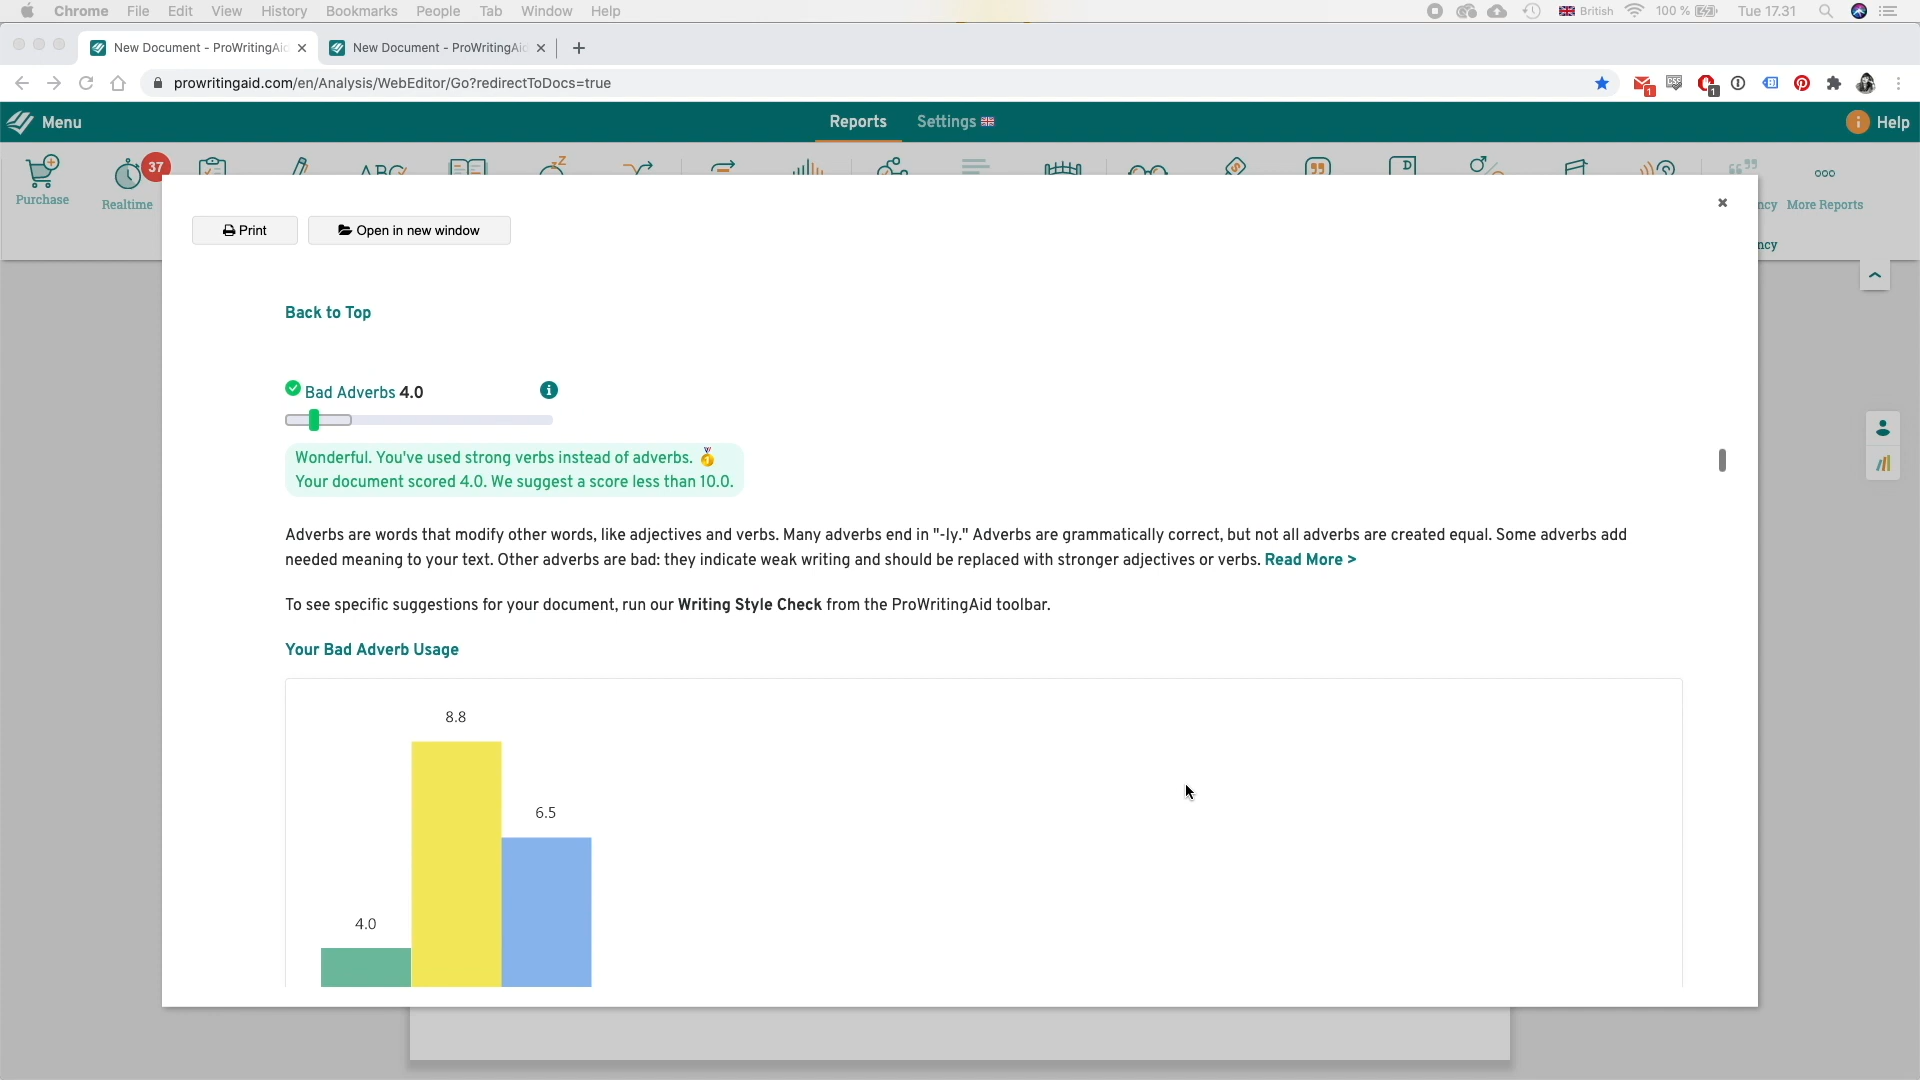 Chrome File Edit View History Bookmarks People Tab Window Help British 100 % Tue 17.31
New Document - ProWritingAid New Document - ProWritingAid
prowritingaid.com/en/Analysis/WebEditor/Go?redirectToDocs=true
Menu Reports Settings Help
37
Purchase Realtime ncy More Reports
ncy
Print Open in new window
Back to Top
Bad Adverbs 4.0
Wonderful. You've used strong verbs instead of adverbs.
Your document scored 4.0. We suggest a score less than 10.0.
Adverbs are words that modify other words, like adjectives and verbs. Many adverbs end in "-ly." Adverbs are grammatically correct, but not all adverbs are created equal. Some adverbs add
needed meaning to your text. Other adverbs are bad: they indicate weak writing and should be replaced with stronger adjectives or verbs. Read More >
To see specific suggestions for your document, run our Writing Style Check from the ProWritingAid toolbar.
Your Bad Adverb Usage
8.8
6.5
4.0